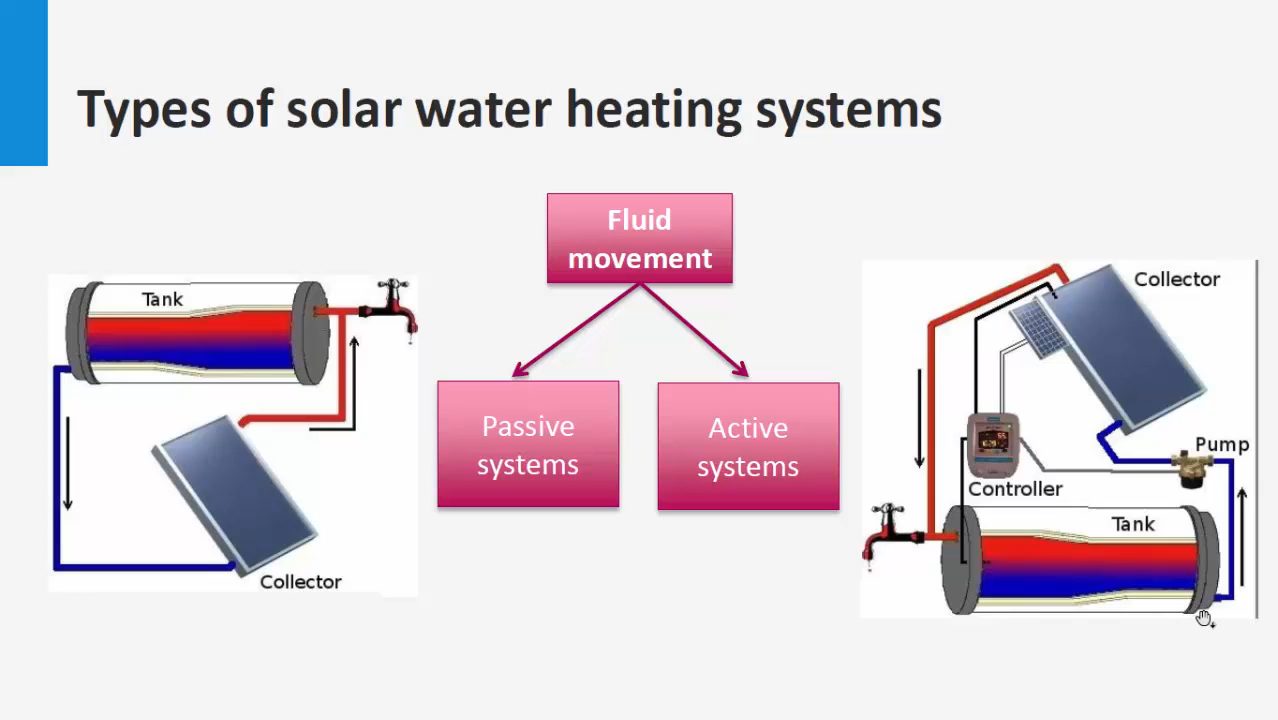 Types of solar water heating systems
Fluid
movement
Passive
systems
Active
systems
Tank
Collector
Collector
Pump
Controller
Tank